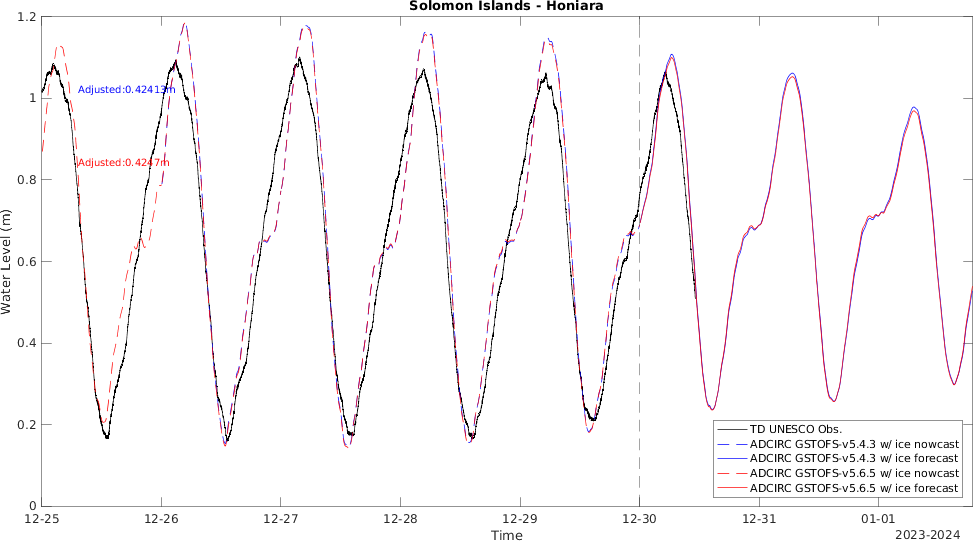 Solomon Islands - Honiara
1.2
1
0.8
0.6
0.4
0.2
0
Water Level (m)
Adjusted:0.42413m
Adjusted:0.4247m
TD UNESCO Obs.
ADCIRC GSTOFS-v5.4.3 w/ ice nowcast
ADCIRC GSTOFS-v5.4.3 w/ ice forecast
ADCIRC GSTOFS-v5.6.5 w/ ice nowcast
ADCIRC GSTOFS-v5.6.5 w/ ice forecast
12-25 12-26 12-27 12-28 12-29 12-30 12-31 01-01
Time
2023-2024